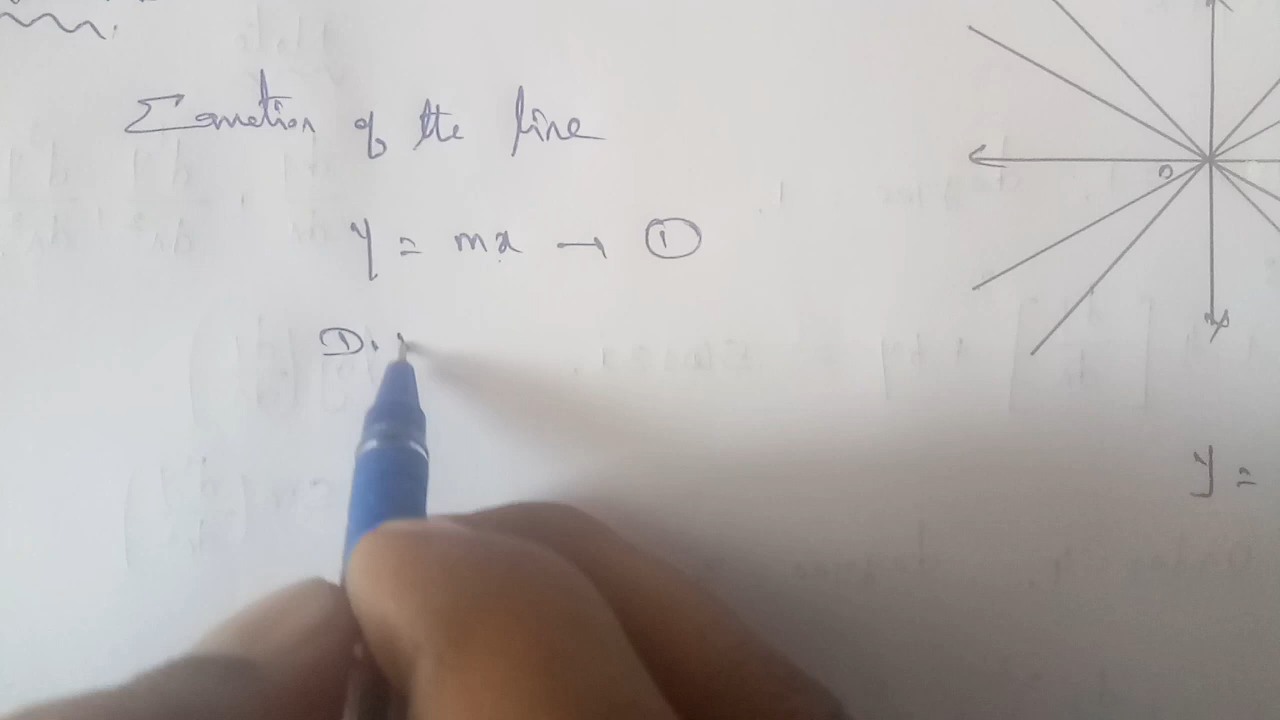 Equation of the line
y = mx → ①
D.
O
y =